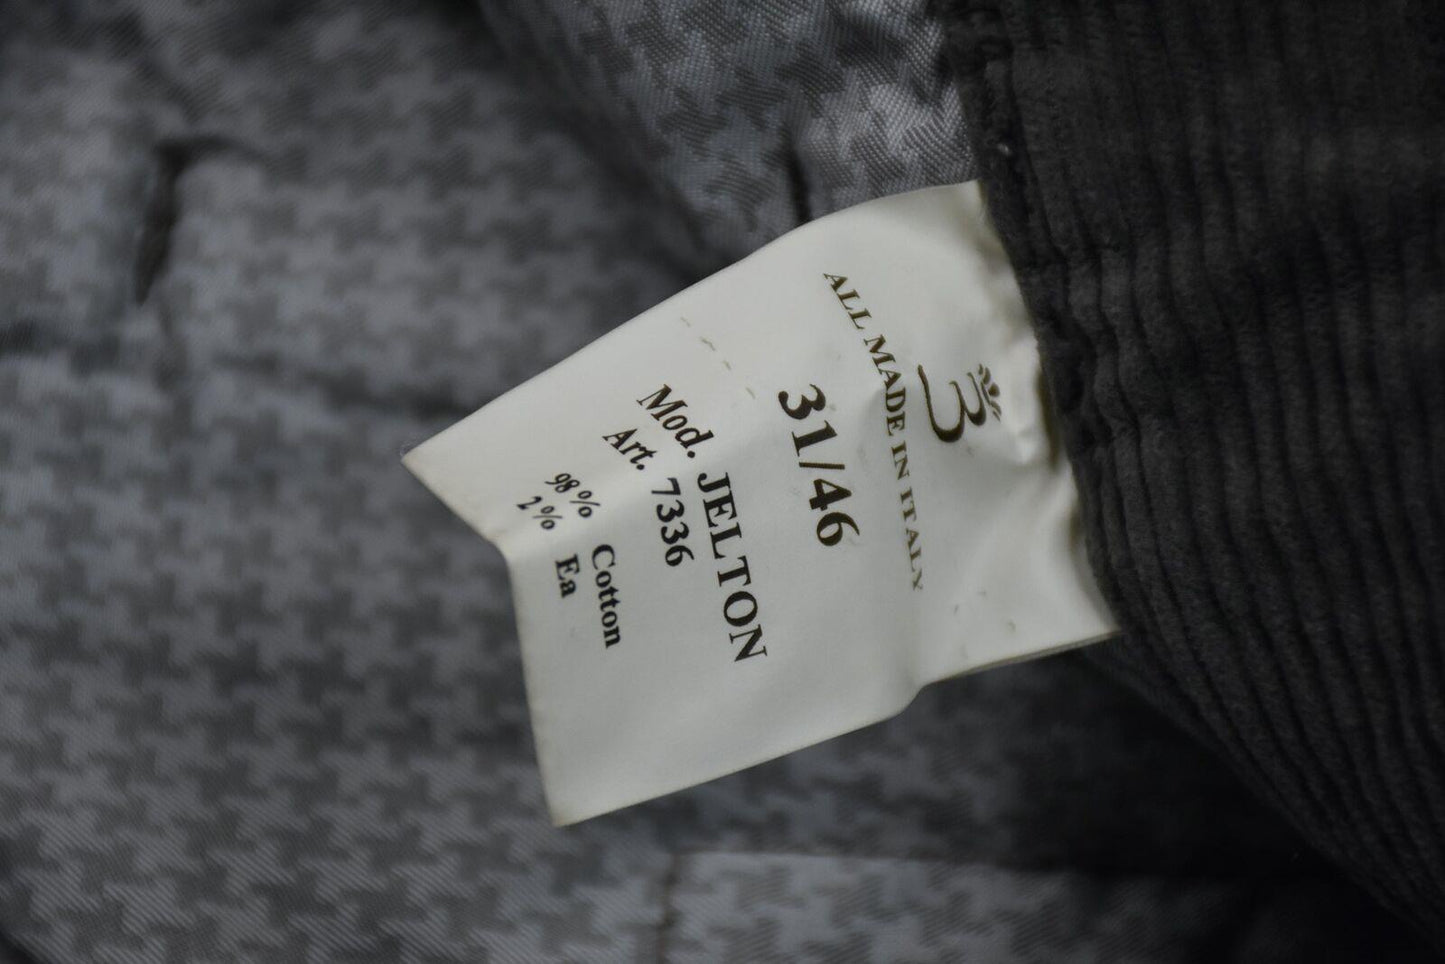 ALL MADE IN ITALY
31/46
Mod. JELTON
Art. 7336
98% Cotton
2% Ea